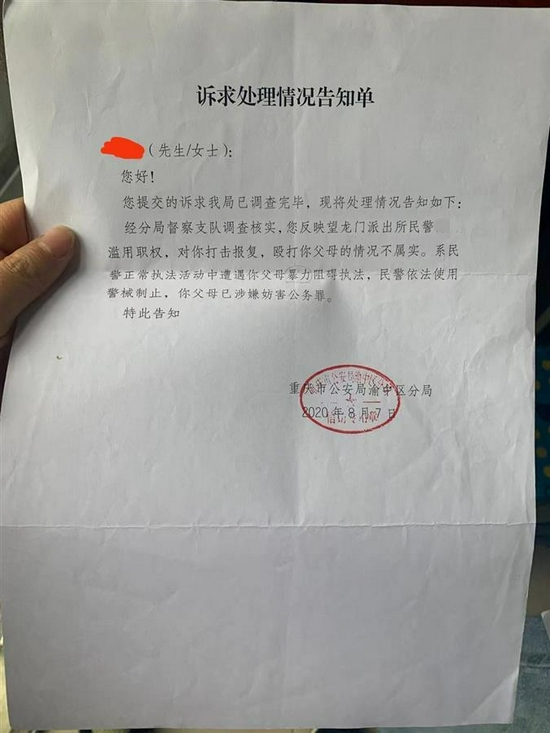 诉求处理情况告知单
（先生/女士）：
您好！
您提交的诉求我局已调查完毕，现将处理情况告知如下：
经分局督察支队调查核实，您反映望龙门派出所民警
滥用职权，对你打击报复，殴打你父母的情况不属实。系民
警正常执法活动中遭遇你父母暴力阻碍执法，民警依法使用
警械制止，你父母已涉嫌妨害公务罪。
特此告知
重庆市公安局渝中区分局
2020年8月7日